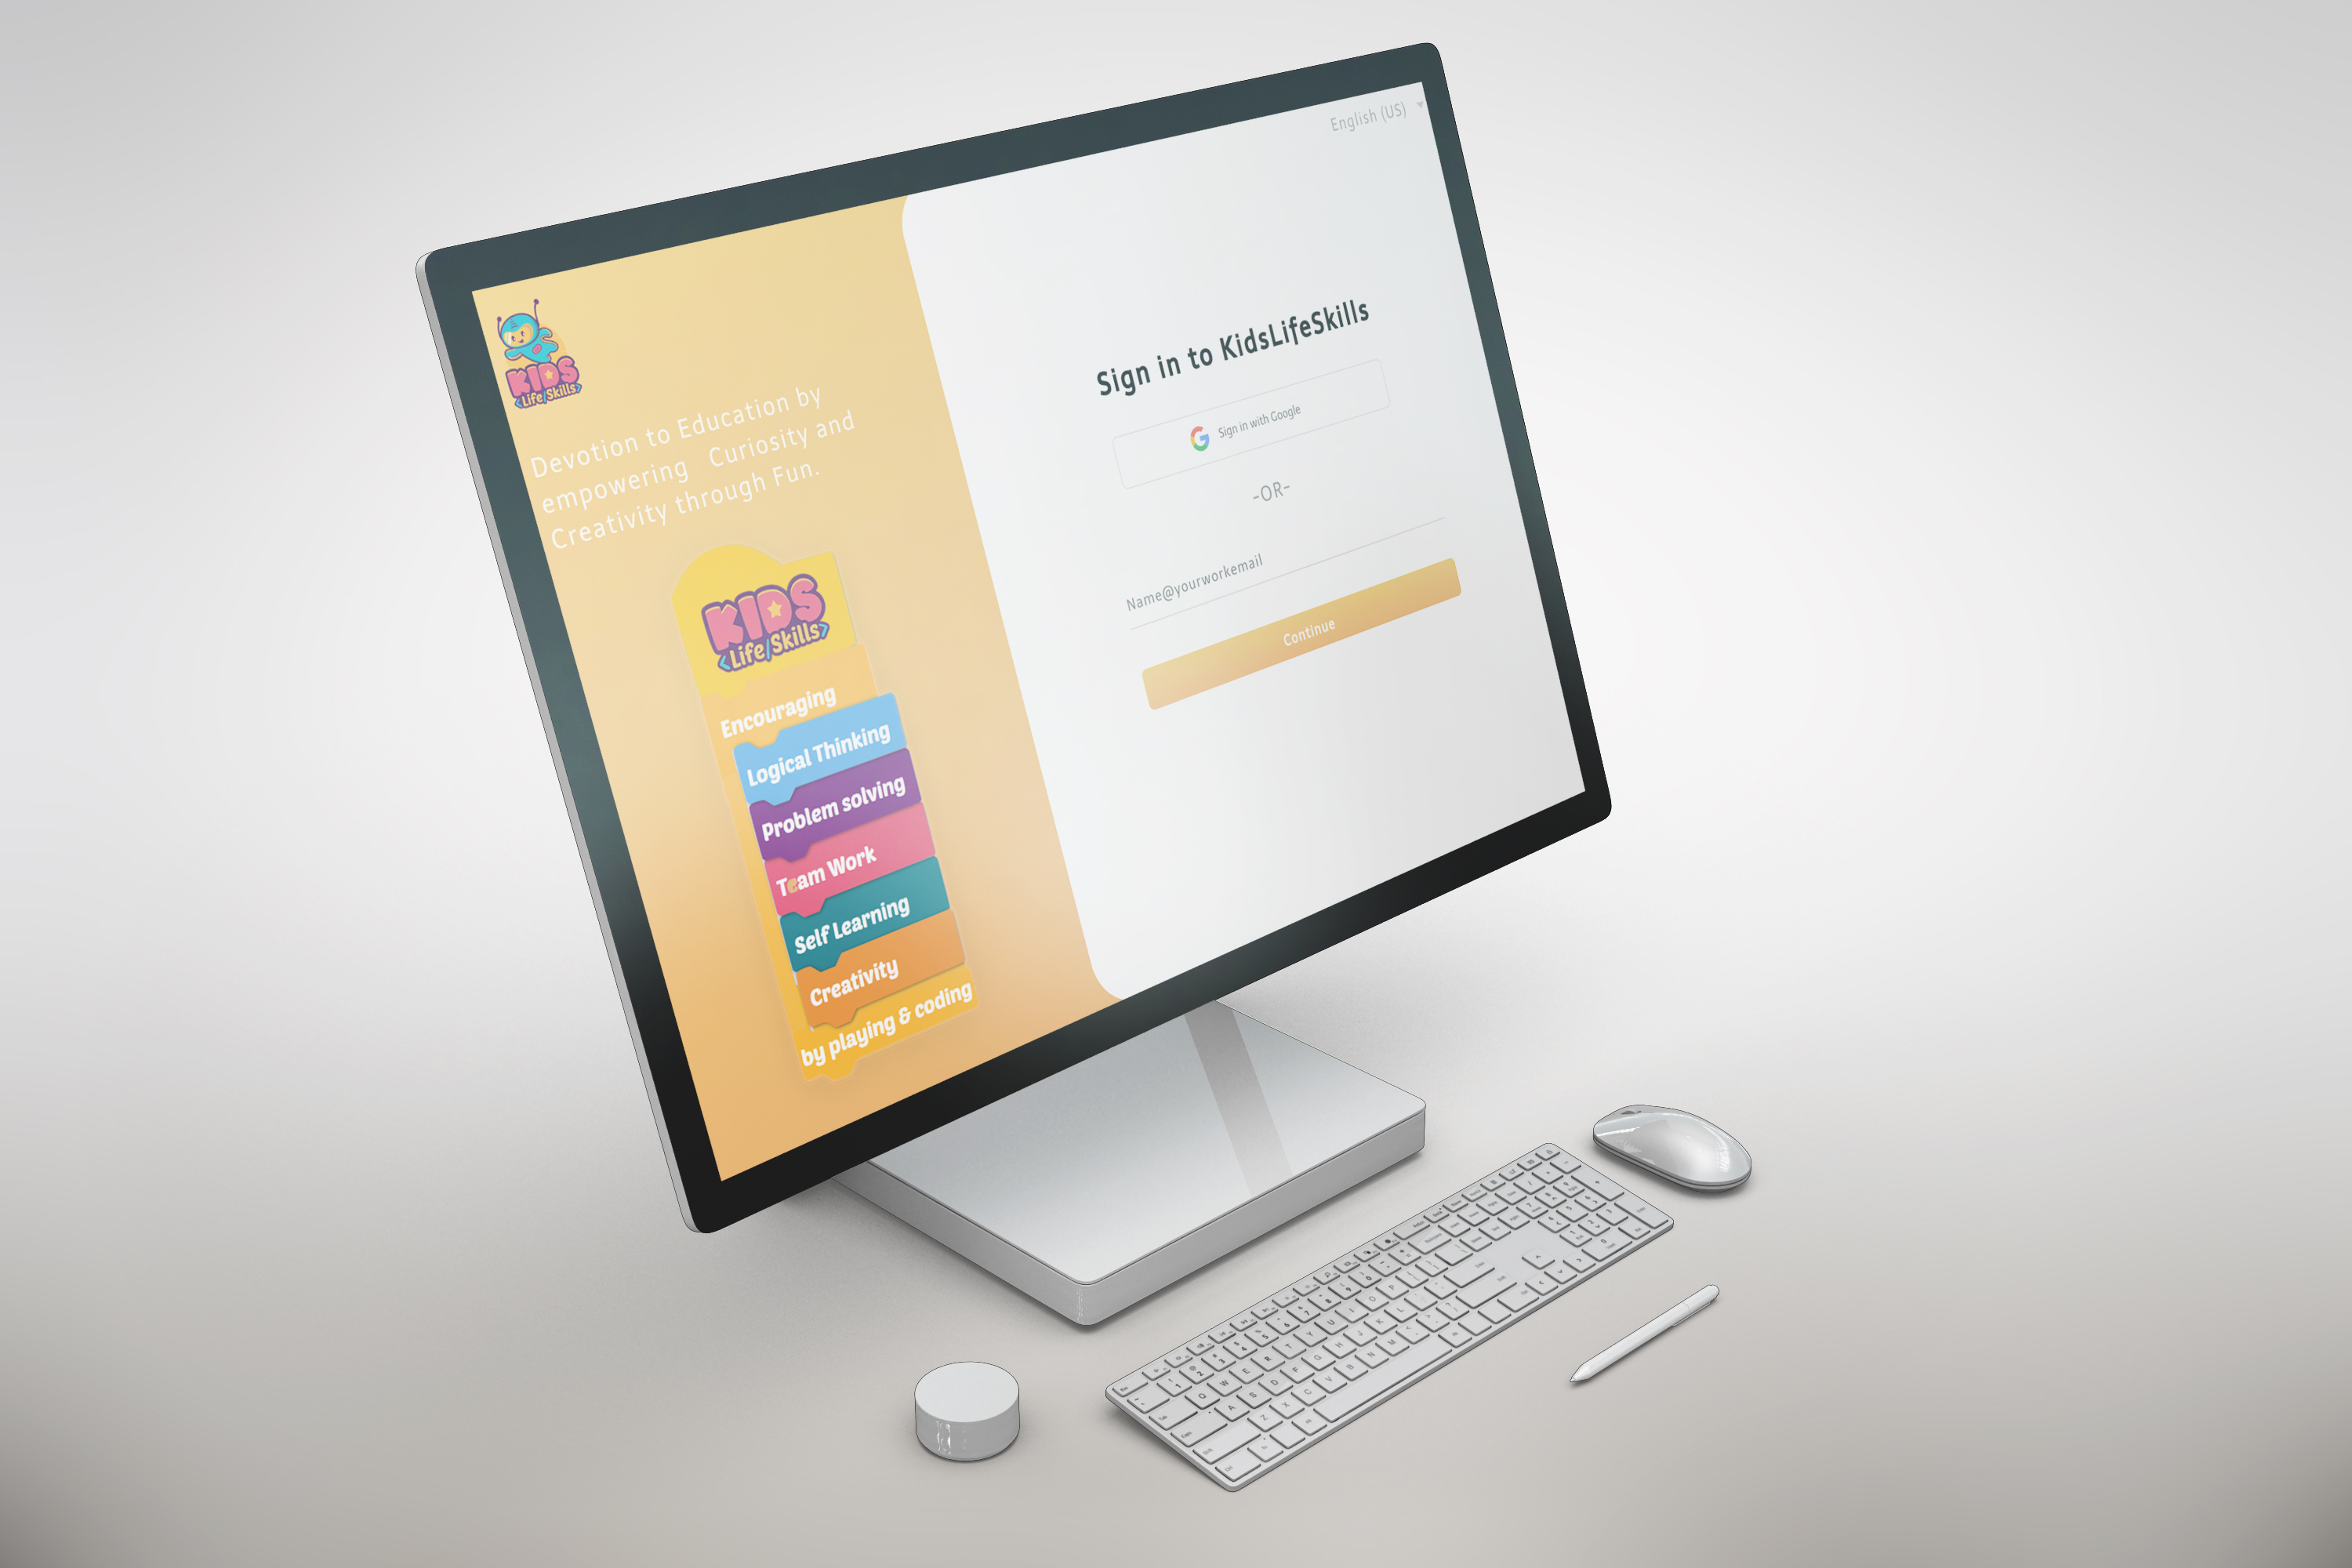 English (US)
KIDS
<Life/Skills>
Devotion to Education by
empowering Curiosity and
Creativity through Fun.
KIDS
<Life/Skills>
Encouraging
Logical Thinking
Problem solving
Team Work
Self Learning
Creativity
by playing & coding
Sign in to KidsLifeSkills
Sign in with Google
-OR-
Name@yourworkemail
Continue